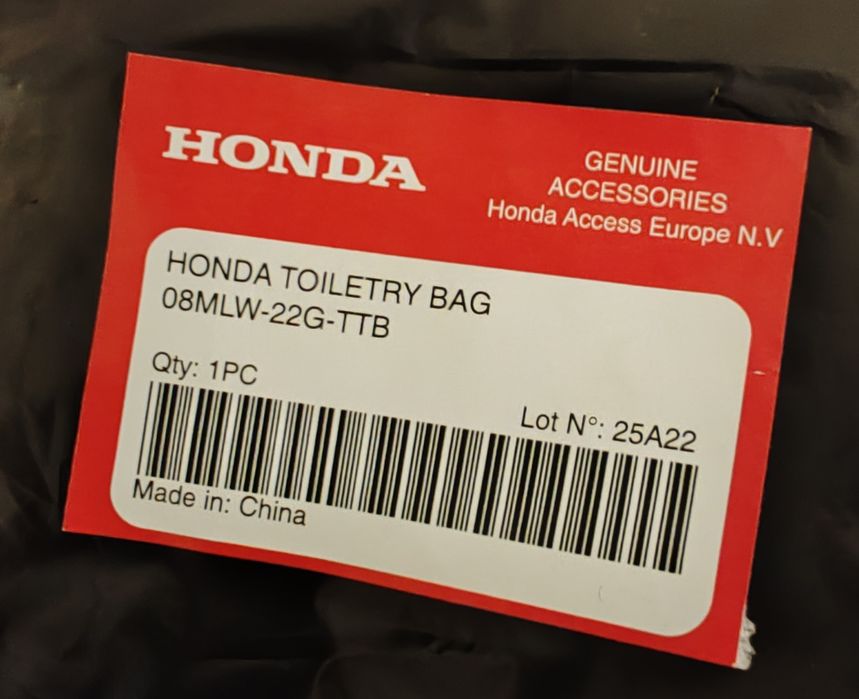 HONDA
GENUINE
ACCESSORIES
Honda Access Europe N.V
HONDA TOILETRY BAG
08MLW-22G-TTB
Qty: 1PC
Lot N°: 25A22
Made in: China